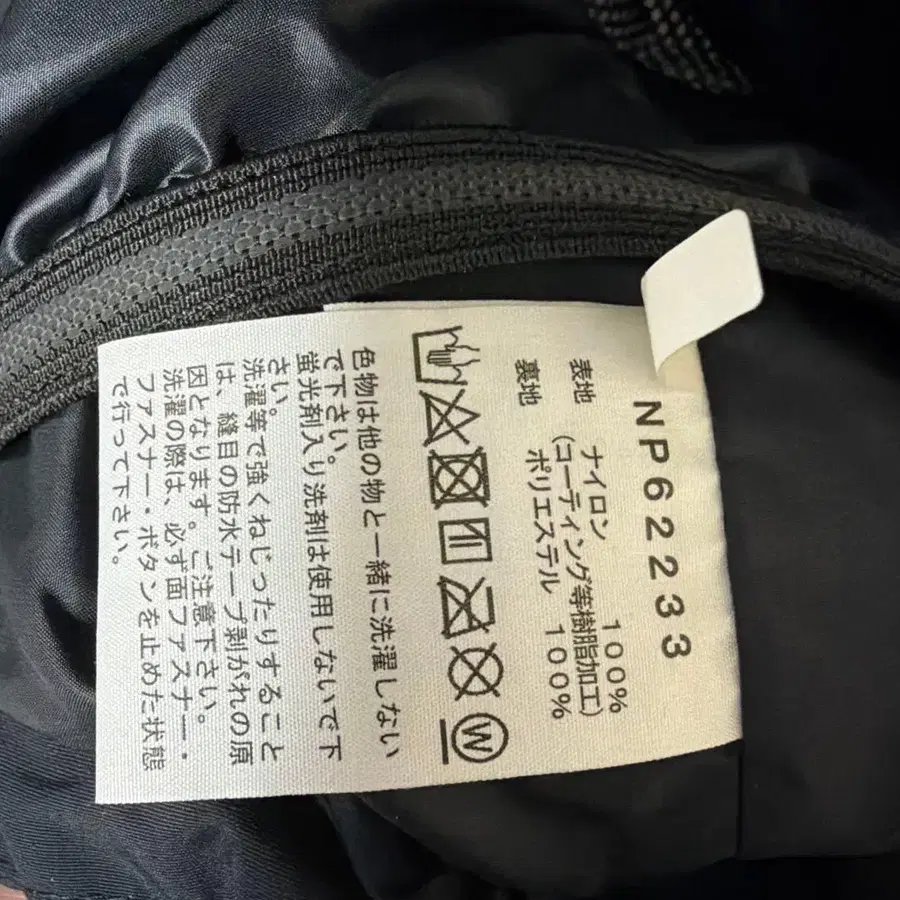 NP62233
表地 ナイロン 100%
(コーティング等樹脂加工)
裏地 ポリエステル 100%
W
色物は他の物と一緒に洗濯しない
で下さい。
蛍光剤入り洗剤は使用しないで下
さい。
洗濯等で強くねじったりすること
は、縫目の防水テープ剥がれの原
因となります。ご注意下さい。
洗濯の際は、必ず面ファスナー・
ファスナー・ボタンを止めた状態
で行って下さい。